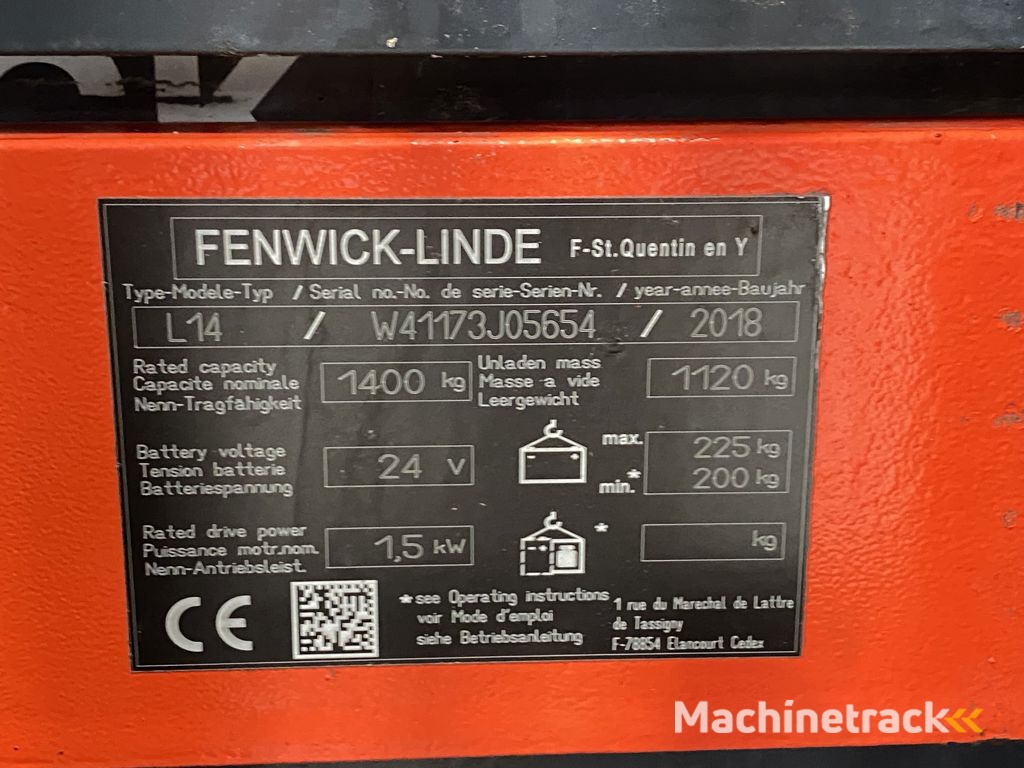 FENWICK-LINDE F-St.Quentin en Y
Type-Modele-Typ / Serial no.-No. de serie-Serien-Nr. / year-annee-Baujahr
L14 / W41173J05654 / 2018
Rated capacity
Capacite nominale
Nenn-Tragfähigkeit
1400 kg
Unladen mass
Masse a vide
Leergewicht
1120 kg
Battery voltage
Tension batterie
Batteriespannung
24 V
max. 225 kg
min.* 200 kg
Rated drive power
Puissance motr.nom.
Nenn-Antriebsleist.
1,5 kW
* kg
CE
*see Operating instructions
voir Mode d'emploi
siehe Betriebsanleitung
1 rue du Marechal de Lattre
de Tassigny
F-78854 Elancourt Cedex
Machinetrack